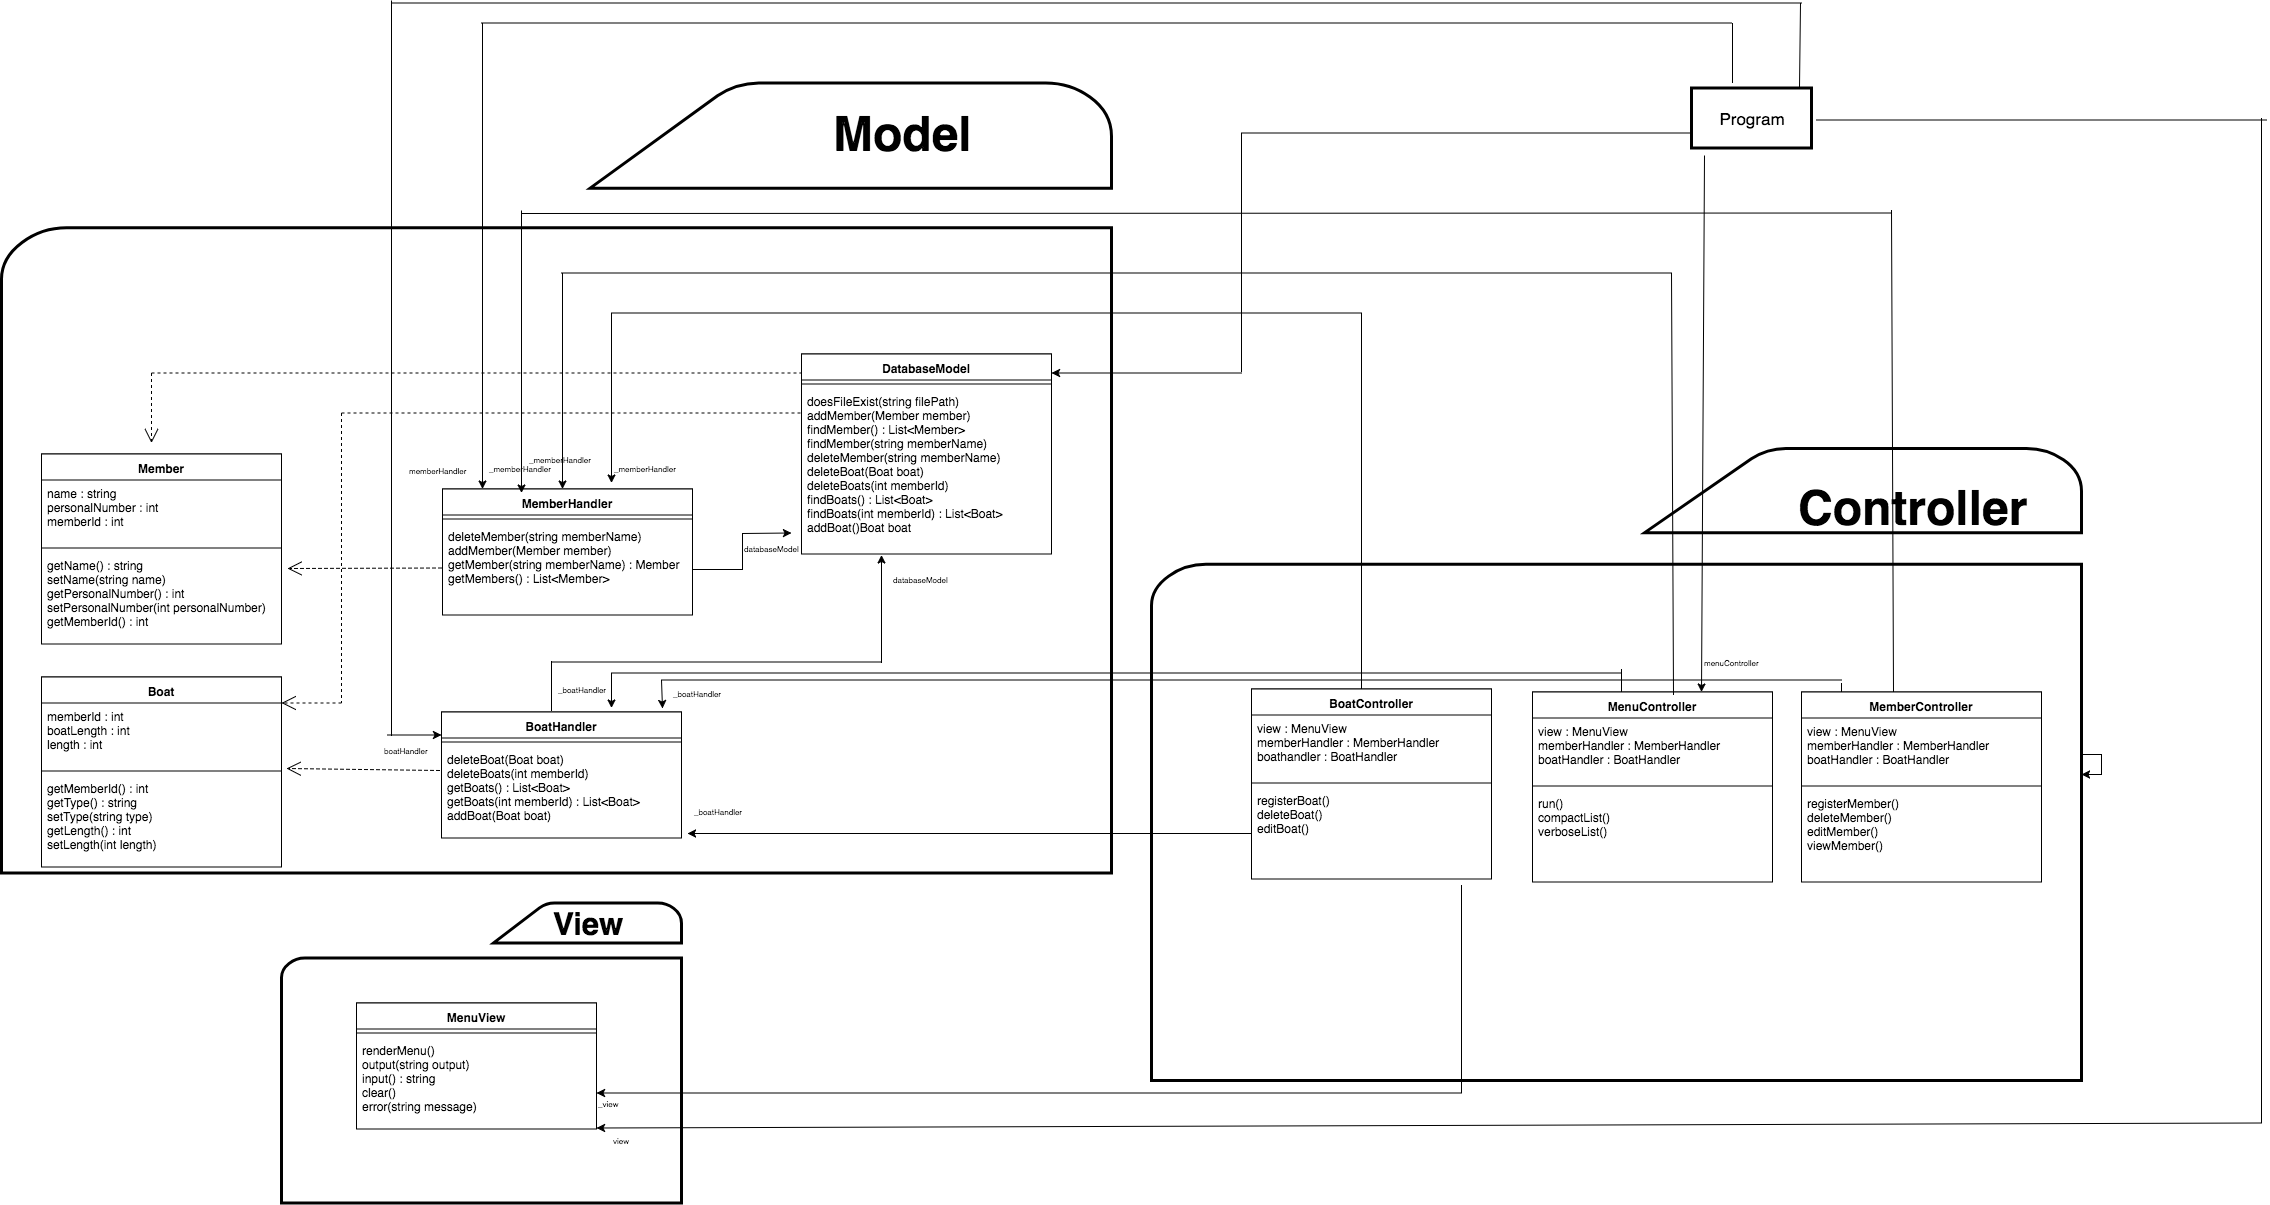 Program
Model
DatabaseModel
doesFileExist(string filePath)
addMember(Member member)
findMember() : List<Member>
findMember(string memberName)
deleteMember(string memberName)
deleteBoat(Boat boat)
deleteBoats(int memberId)
findBoats() : List<Boat>
findBoats(int memberId) : List<Boat>
addBoat()Boat boat
Member
name : string
personalNumber : int
memberId : int
getName() : string
setName(string name)
getPersonalNumber() : int
setPersonalNumber(int personalNumber)
getMemberId() : int
memberHandler
_memberHandler
_memberHandler
_memberHandler
MemberHandler
deleteMember(string memberName)
addMember(Member member)
getMember(string memberName) : Member
getMembers() : List<Member>
databaseModel
databaseModel
Boat
memberId : int
boatLength : int
length : int
getMemberId() : int
getType() : string
setType(string type)
getLength() : int
setLength(int length)
_boatHandler
_boatHandler
boatHandler
BoatHandler
deleteBoat(Boat boat)
deleteBoats(int memberId)
getBoats() : List<Boat>
getBoats(int memberId) : List<Boat>
addBoat(Boat boat)
_boatHandler
Controller
menuController
BoatController
view : MenuView
memberHandler : MemberHandler
boathandler : BoatHandler
registerBoat()
deleteBoat()
editBoat()
MenuController
view : MenuView
memberHandler : MemberHandler
boatHandler : BoatHandler
run()
compactList()
verboseList()
MemberController
view : MenuView
memberHandler : MemberHandler
boatHandler : BoatHandler
registerMember()
deleteMember()
editMember()
viewMember()
View
MenuView
renderMenu()
output(string output)
input() : string
clear()
error(string message)
_view
view